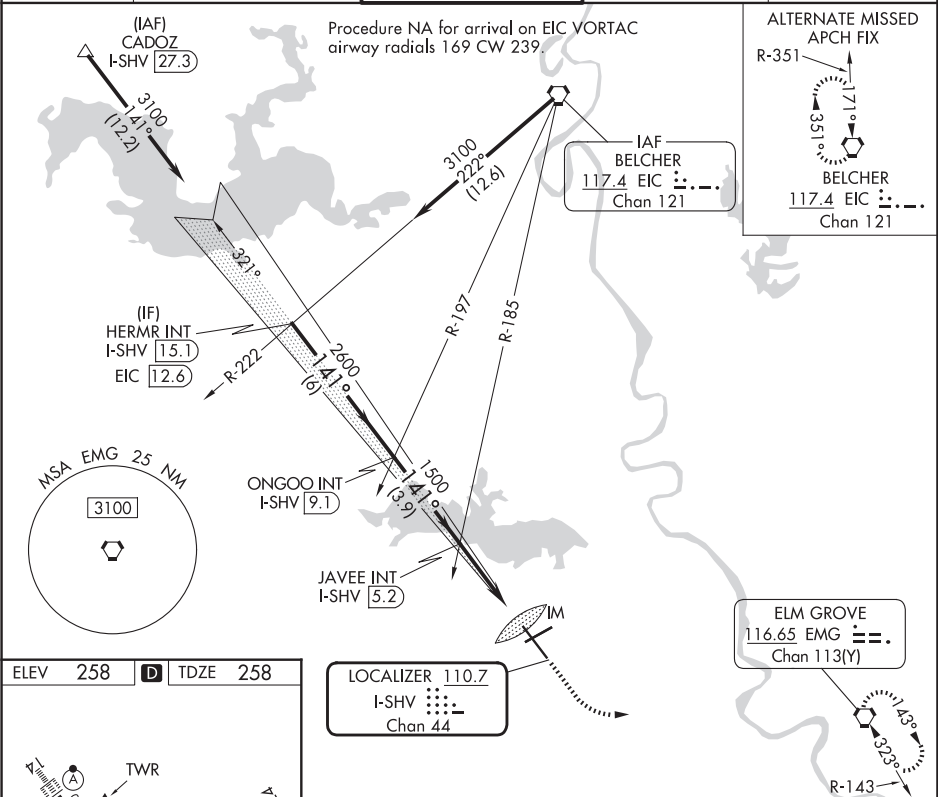 (IAF)
CADOZ
I-SHV 27.3
Procedure NA for arrival on EIC VORTAC
airway radials 169 CW 239.
ALTERNATE MISSED
APCH FIX
R-351
171°
351°
BELCHER
117.4 EIC
Chan 121
3100
141°
(12.2)
3100
222°
(12.6)
IAF
BELCHER
117.4 EIC
Chan 121
321°
R-197
R-185
(IF)
HERMR INT
I-SHV 15.1
EIC 12.6
R-222
2600
141°
(6)
MSA EMG 25 NM
3100
ONGOO INT
I-SHV 9.1
1500
141°
(3.9)
JAVEE INT
I-SHV 5.2
IM
LOCALIZER 110.7
I-SHV
Chan 44
ELM GROVE
116.65 EMG
Chan 113(Y)
143°
323°
R-143
ELEV 258 D TDZE 258
A
TWR